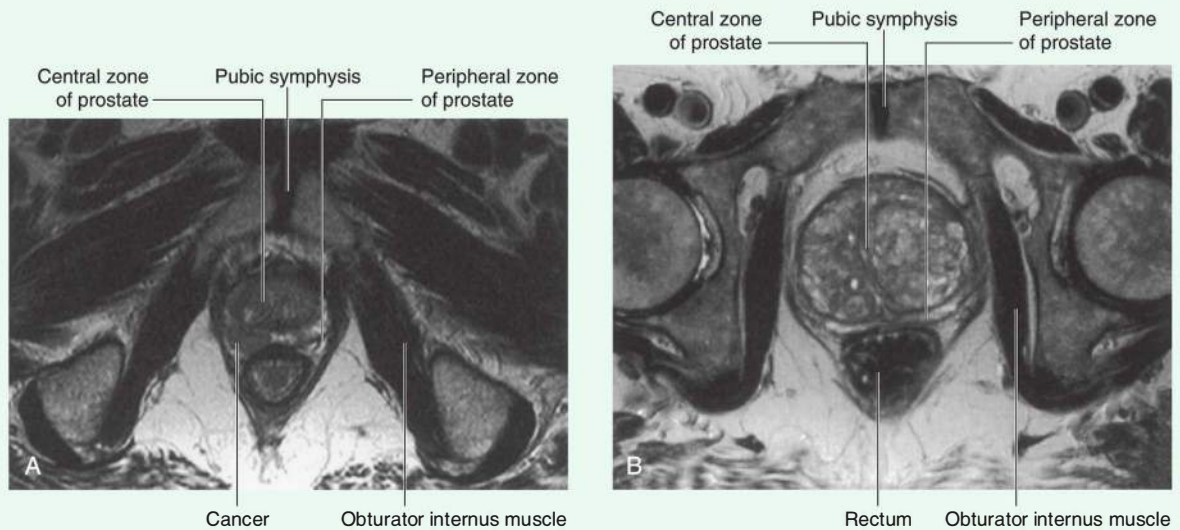 Central zone
of prostate
Pubic symphysis
Peripheral zone
of prostate
A
Cancer
Obturator internus muscle
Central zone
of prostate
Pubic symphysis
Peripheral zone
of prostate
B
Rectum
Obturator internus muscle